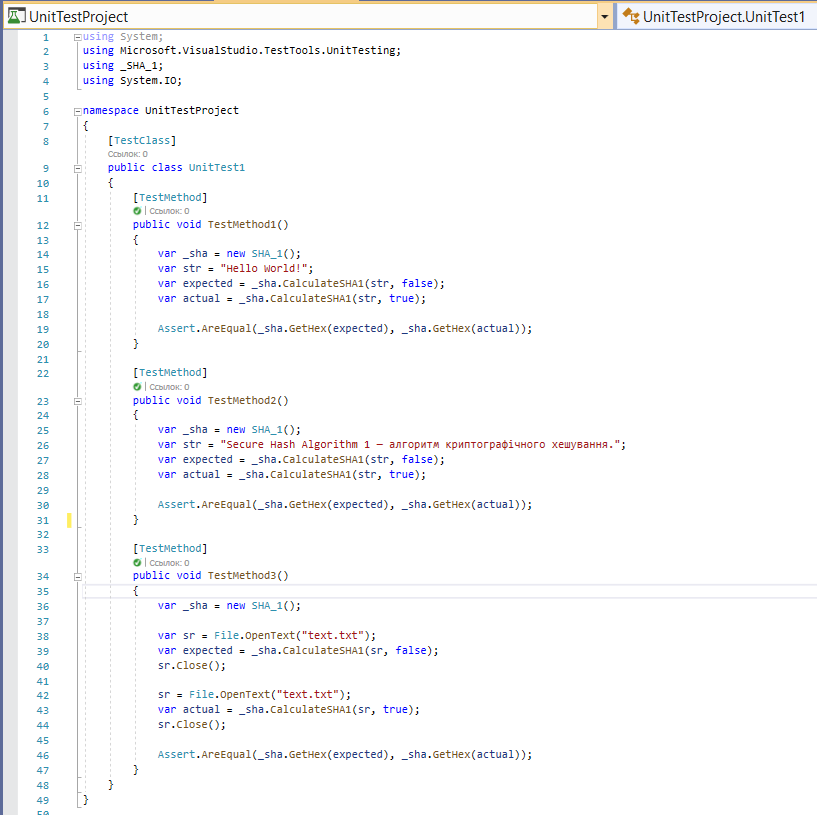 UnitTestProject UnitTestProject.UnitTest1
1 using System;
2 using Microsoft.VisualStudio.TestTools.UnitTesting;
3 using _SHA_1;
4 using System.IO;
5
6 namespace UnitTestProject
7 {
8 [TestClass]
Ссылок: 0
9 public class UnitTest1
10 {
11 [TestMethod]
| Ссылок: 0
12 public void TestMethod1()
13 {
14 var _sha = new SHA_1();
15 var str = "Hello World!";
16 var expected = _sha.CalculateSHA1(str, false);
17 var actual = _sha.CalculateSHA1(str, true);
18
19 Assert.AreEqual(_sha.GetHex(expected), _sha.GetHex(actual));
20 }
21
22 [TestMethod]
| Ссылок: 0
23 public void TestMethod2()
24 {
25 var _sha = new SHA_1();
26 var str = "Secure Hash Algorithm 1 — алгоритм криптографічного хешування.";
27 var expected = _sha.CalculateSHA1(str, false);
28 var actual = _sha.CalculateSHA1(str, true);
29
30 Assert.AreEqual(_sha.GetHex(expected), _sha.GetHex(actual));
31 }
32
33 [TestMethod]
| Ссылок: 0
34 public void TestMethod3()
35 {
36 var _sha = new SHA_1();
37
38 var sr = File.OpenText("text.txt");
39 var expected = _sha.CalculateSHA1(sr, false);
40 sr.Close();
41
42 sr = File.OpenText("text.txt");
43 var actual = _sha.CalculateSHA1(sr, true);
44 sr.Close();
45
46 Assert.AreEqual(_sha.GetHex(expected), _sha.GetHex(actual));
47 }
48 }
49 }
50